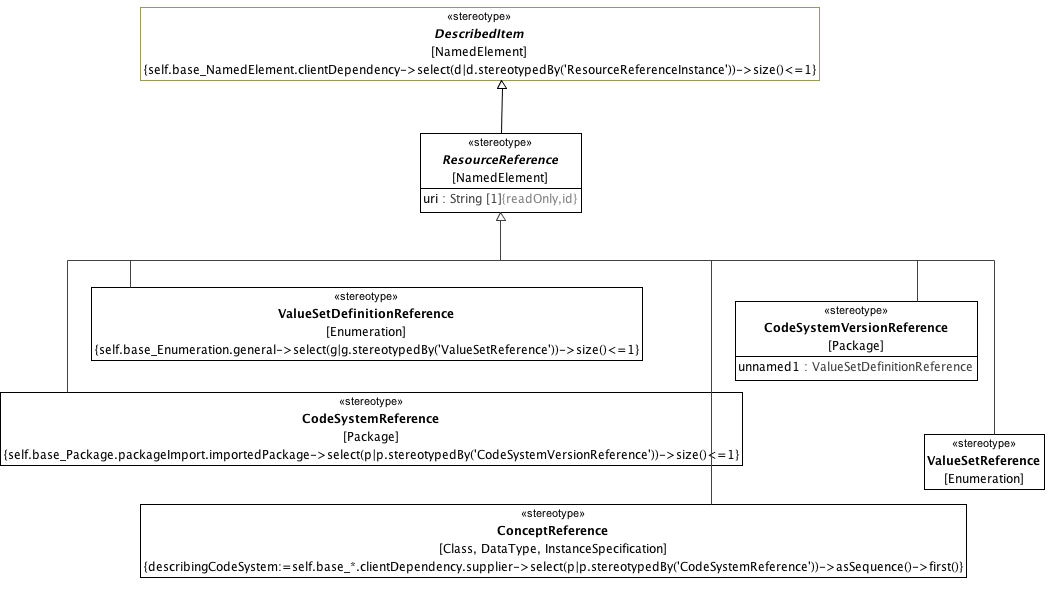 «stereotype»
DescribedItem
[NamedElement]
{self.base_NamedElement.clientDependency->select(d|d.stereotypedBy('ResourceReferenceInstance'))->size()<=1}
«stereotype»
ResourceReference
[NamedElement]
uri : String [1]{readOnly,id}
«stereotype»
ValueSetDefinitionReference
[Enumeration]
{self.base_Enumeration.general->select(g|g.stereotypedBy('ValueSetReference'))->size()<=1}
«stereotype»
CodeSystemVersionReference
[Package]
unnamed1 : ValueSetDefinitionReference
«stereotype»
CodeSystemReference
[Package]
{self.base_Package.packageImport.importedPackage->select(p|p.stereotypedBy('CodeSystemVersionReference'))->size()<=1}
«stereotype»
ValueSetReference
[Enumeration]
«stereotype»
ConceptReference
[Class, DataType, InstanceSpecification]
{describingCodeSystem:=self.base_*.clientDependency.supplier->select(p|p.stereotypedBy('CodeSystemReference'))->asSequence()->first()}